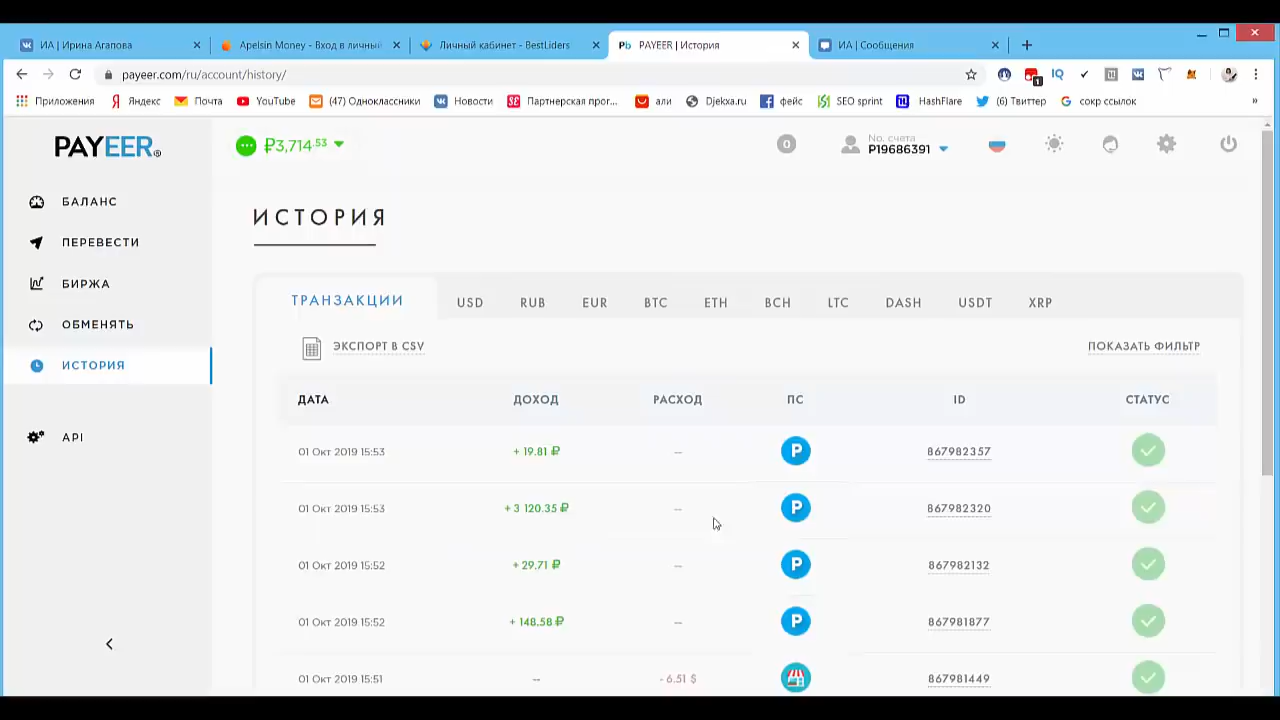 ИА | Ирина Агапова
Apelsin Money - Вход в личный
Личный кабинет - BestLiders
Pb PAYEER | История
ИА | Сообщения
payeer.com/ru/account/history/
Приложения
Яндекс
Почта
YouTube
(47) Одноклассники
Новости
Партнерская прог...
али
Djekxa.ru
фейс
SEO sprint
HashFlare
(6) Твиттер
сокр ссылок
»
PAYEER®
₽3,714.53
0
No. счета
P19686391
БАЛАНС
ПЕРЕВЕСТИ
БИРЖА
ОБМЕНЯТЬ
ИСТОРИЯ
API
ИСТОРИЯ
ТРАНЗАКЦИИ USD RUB EUR BTC ETH BCH LTC DASH USDT XRP
ЭКСПОРТ В CSV
ПОКАЗАТЬ ФИЛЬТР
ДАТА ДОХОД РАСХОД ПС ID СТАТУС
01 Окт 2019 15:53 + 19.81 ₽ -- P 867982357
01 Окт 2019 15:53 + 3 120.35 ₽ -- P 867982320
01 Окт 2019 15:52 + 29.71 ₽ -- P 867982132
01 Окт 2019 15:52 + 148.58 ₽ -- P 867981877
01 Окт 2019 15:51 -- - 6.51 $ 867981449